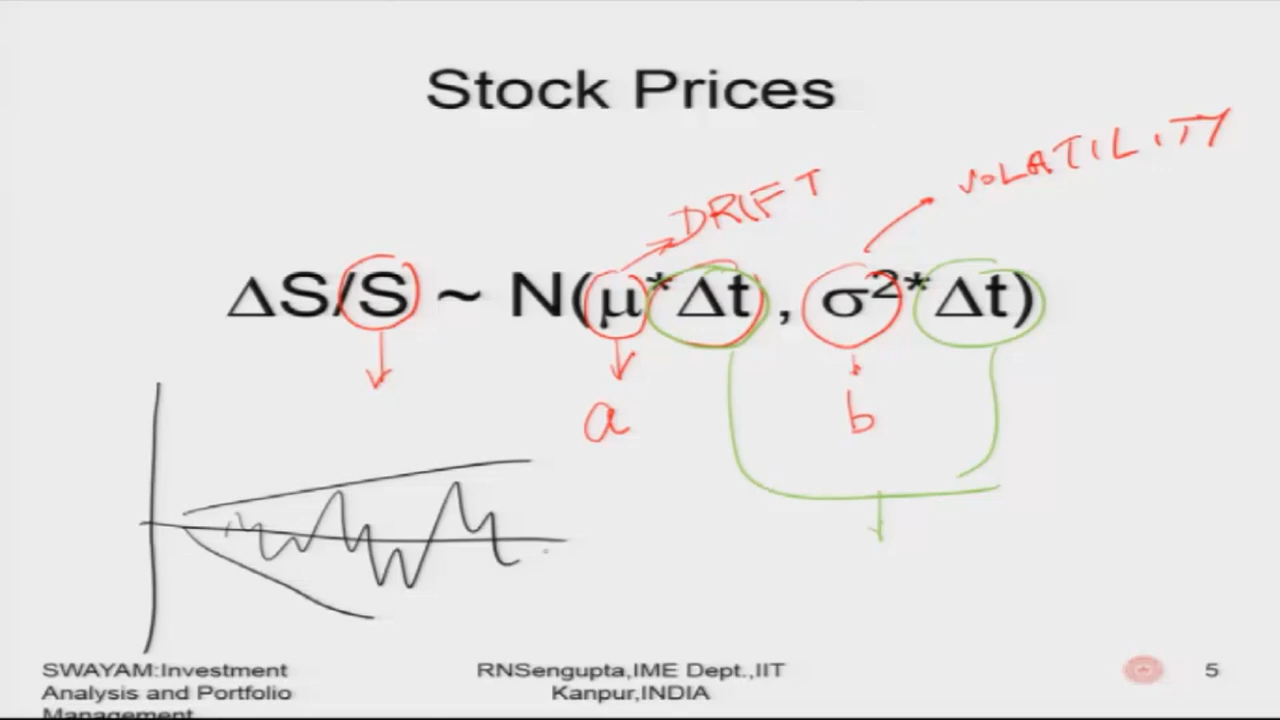 Stock Prices
VOLATILITY
DRIFT
ΔS/S ~ N(μ*Δt , σ²*Δt)
a
b
SWAYAM:Investment
Analysis and Portfolio
Management
RNSengupta,IME Dept.,IIT
Kanpur,INDIA
5